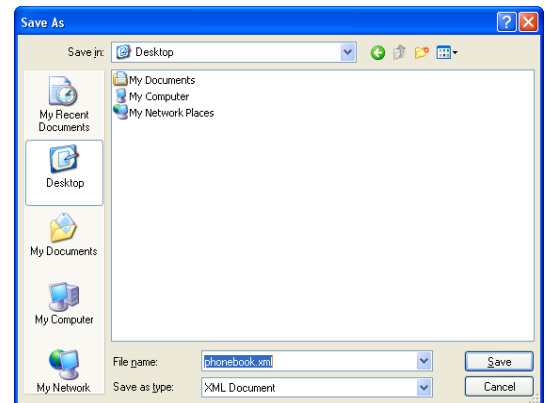 Save As
Save in:
Desktop
My Recent
Documents
Desktop
My Documents
My Computer
My Network
My Documents
My Computer
My Network Places
File name:
phonebook.xml
Save
Save as type:
XML Document
Cancel